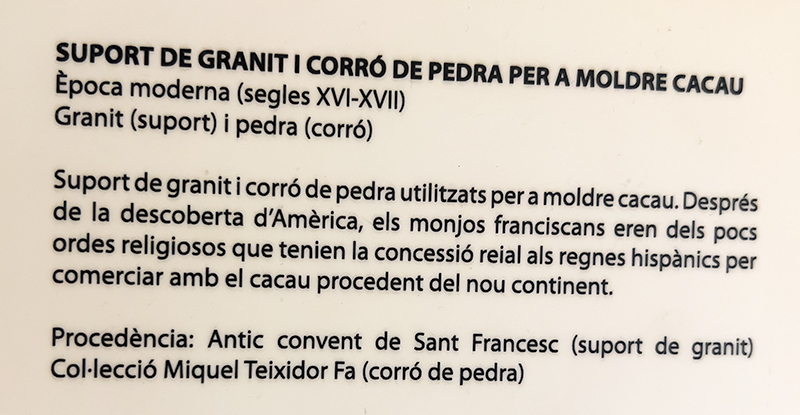 SUPORT DE GRANIT I CORRÓ DE PEDRA PER A MOLDRE CACAU
Època moderna (segles XVI-XVII)
Granit (suport) i pedra (corró)
Suport de granit i corró de pedra utilitzats per a moldre cacau. Després
de la descoberta d'Amèrica, els monjos franciscans eren dels pocs
ordes religiosos que tenien la concessió reial als regnes hispànics per
comerciar amb el cacau procedent del nou continent.
Procedència: Antic convent de Sant Francesc (suport de granit)
Col·lecció Miquel Teixidor Fa (corró de pedra)